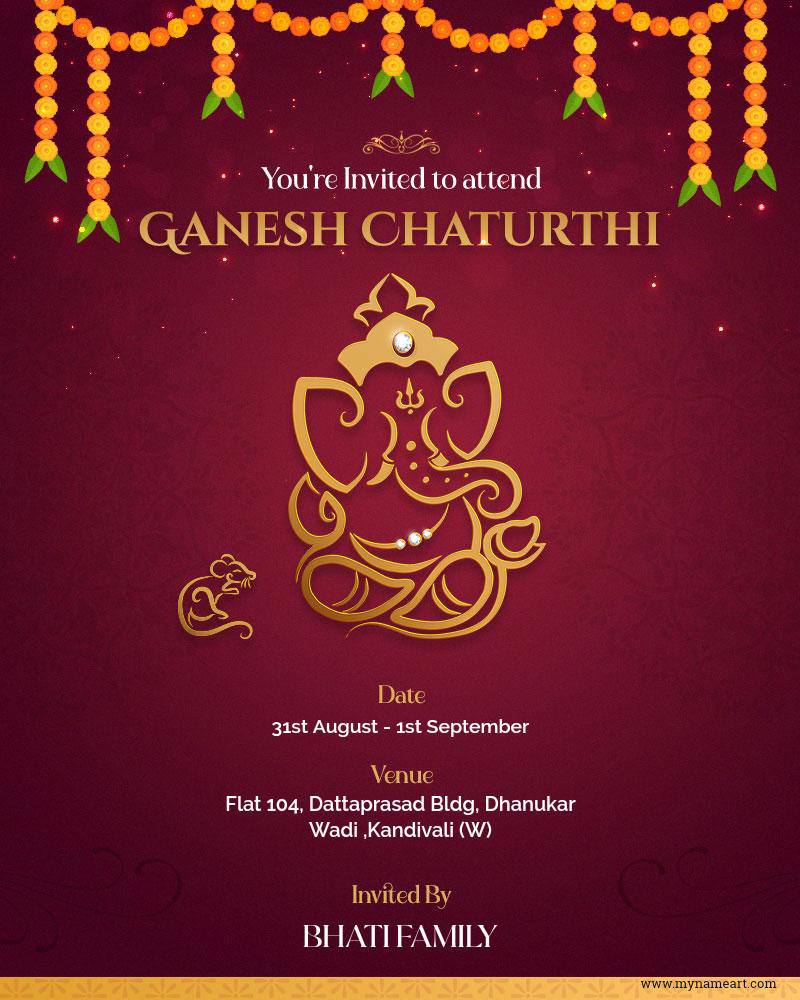 You're Invited to attend
GANESH CHATURTHI
Date
31st August - 1st September
Venue
Flat 104, Dattaprasad Bldg, Dhanukar
Wadi ,Kandivali (W)
Invited By
BHATI FAMILY
www.mynameart.com